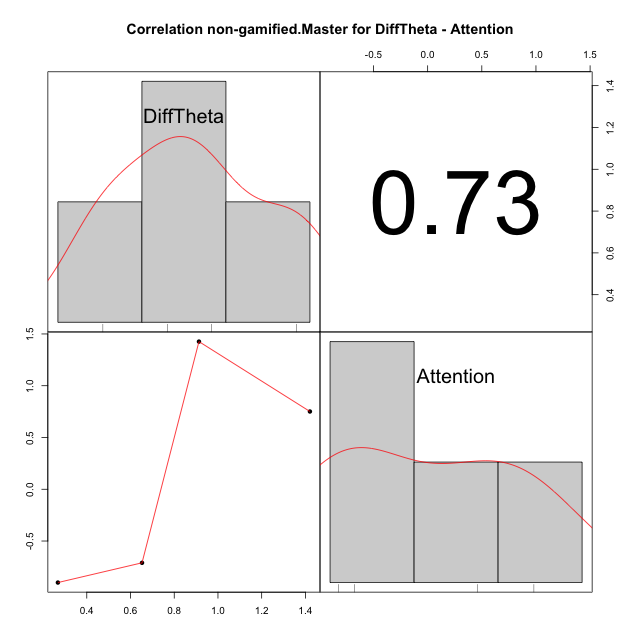 Correlation non-gamified.Master for DiffTheta - Attention
-0.5 0.0 0.5 1.0 1.5
DiffTheta
0.73
0.4 0.6 0.8 1.0 1.2 1.4
-0.5 0.0 0.5 1.0 1.5
Attention
0.4 0.6 0.8 1.0 1.2 1.4